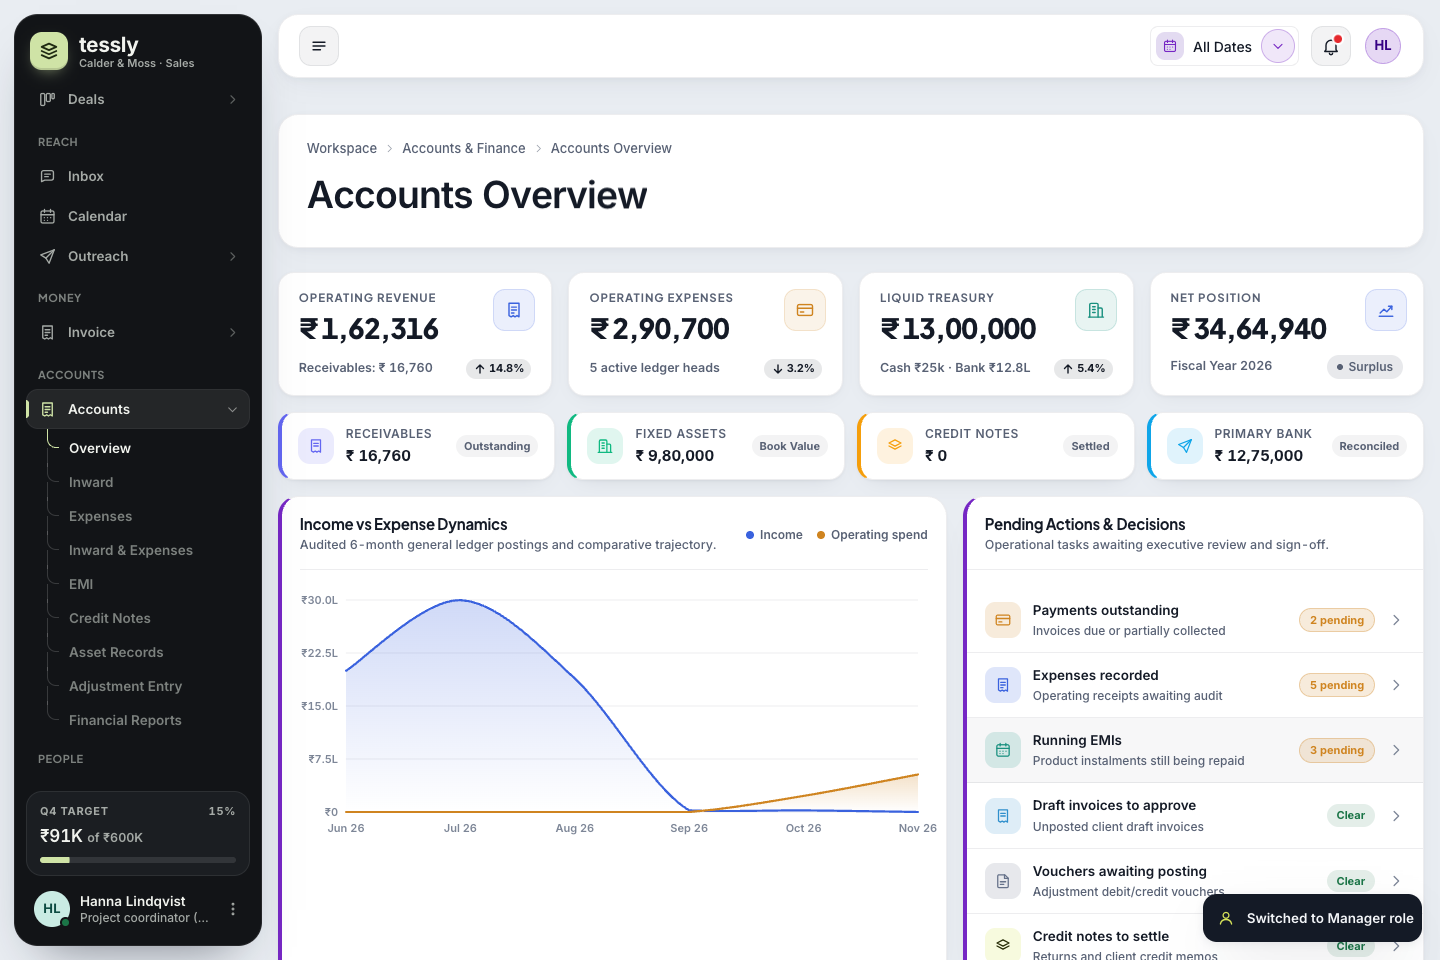 tessly
Calder & Moss · Sales
Deals
REACH
Inbox
Calendar
Outreach
MONEY
Invoice
ACCOUNTS
Accounts
Overview
Inward
Expenses
Inward & Expenses
EMI
Credit Notes
Asset Records
Adjustment Entry
Financial Reports
PEOPLE
Q4 TARGET 15%
₹91K of ₹600K
HL
Hanna Lindqvist
Project coordinator (...
All Dates
HL
Workspace > Accounts & Finance > Accounts Overview
Accounts Overview
OPERATING REVENUE
₹1,62,316
Receivables: ₹ 16,760
↑ 14.8%
OPERATING EXPENSES
₹2,90,700
5 active ledger heads
↓ 3.2%
LIQUID TREASURY
₹13,00,000
Cash ₹25k · Bank ₹12.8L
↑ 5.4%
NET POSITION
₹34,64,940
Fiscal Year 2026
Surplus
RECEIVABLES
₹ 16,760
Outstanding
FIXED ASSETS
₹ 9,80,000
Book Value
CREDIT NOTES
₹ 0
Settled
PRIMARY BANK
₹ 12,75,000
Reconciled
Income vs Expense Dynamics
Audited 6-month general ledger postings and comparative trajectory.
Income
Operating spend
₹30.0L
₹22.5L
₹15.0L
₹7.5L
₹0
Jun 26
Jul 26
Aug 26
Sep 26
Oct 26
Nov 26
Pending Actions & Decisions
Operational tasks awaiting executive review and sign-off.
Payments outstanding
Invoices due or partially collected
2 pending
Expenses recorded
Operating receipts awaiting audit
5 pending
Running EMIs
Product instalments still being repaid
3 pending
Draft invoices to approve
Unposted client draft invoices
Clear
Vouchers awaiting posting
Adjustment debit/credit vouchers
Clear
Credit notes to settle
Returns and client credit memos
Clear
Switched to Manager role